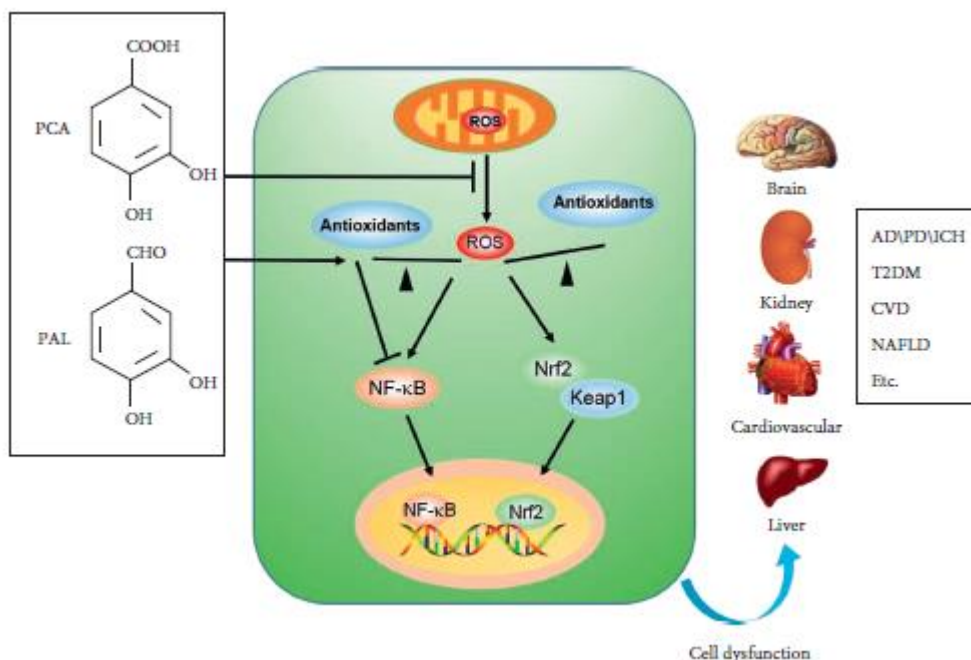 COOH
PCA
OH
OH
CHO
PAL
OH
OH
ROS
Antioxidants
Antioxidants
ROS
NF-κB
Nrf2
Keap1
NF-κB
Nrf2
Brain
Kidney
Cardiovascular
Liver
AD\PD\ICH
T2DM
CVD
NAFLD
Etc.
Cell dysfunction